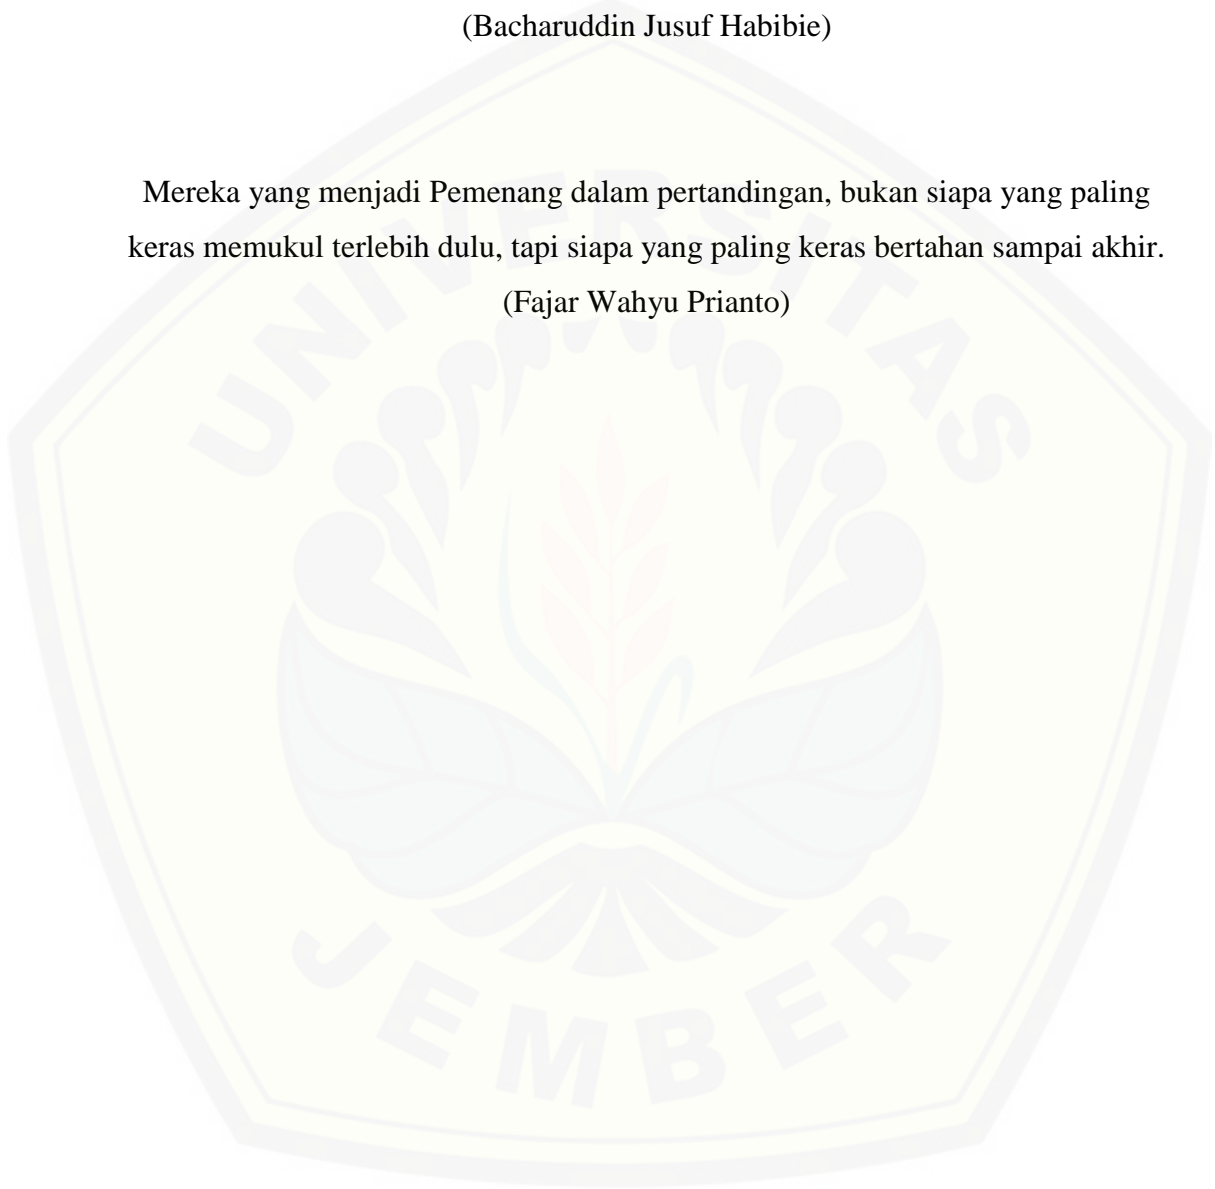 (Bacharuddin Jusuf Habibie)
Mereka yang menjadi Pemenang dalam pertandingan, bukan siapa yang paling
keras memukul terlebih dulu, tapi siapa yang paling keras bertahan sampai akhir.
(Fajar Wahyu Prianto)
UNIVERSITAS
JEMBER